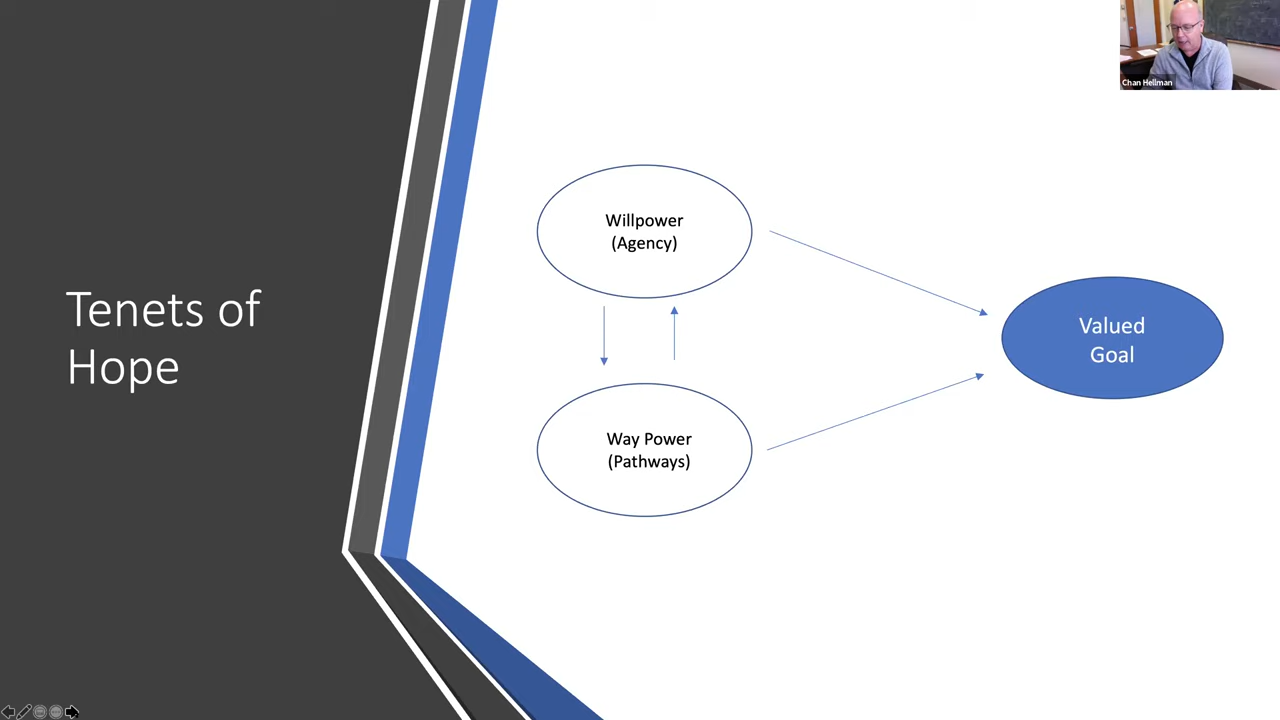 Tenets of
Hope
Willpower
(Agency)
Way Power
(Pathways)
Valued
Goal
Chan Hellman